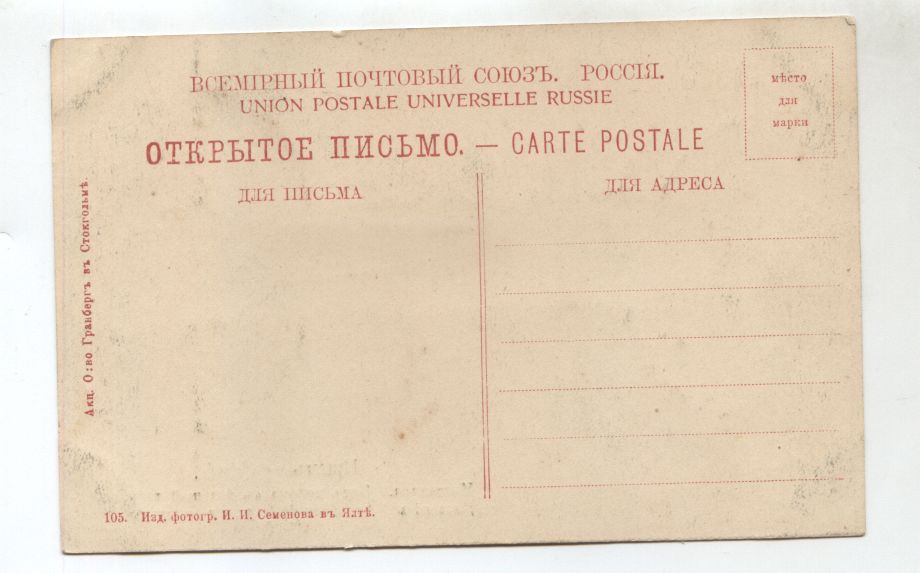 ВСЕМІРНЫЙ ПОЧТОВЫЙ СОЮЗЪ. РОССІЯ.
UNION POSTALE UNIVERSELLE RUSSIE
ОТКРЫТОЕ ПИСЬМО. — CARTE POSTALE
мѣсто
для
марки
ДЛЯ ПИСЬМА
ДЛЯ АДРЕСА
Акц. О:во Гранбергъ въ Стокгольмѣ.
105. Изд. фотогр. И. И. Семенова въ Ялтѣ.